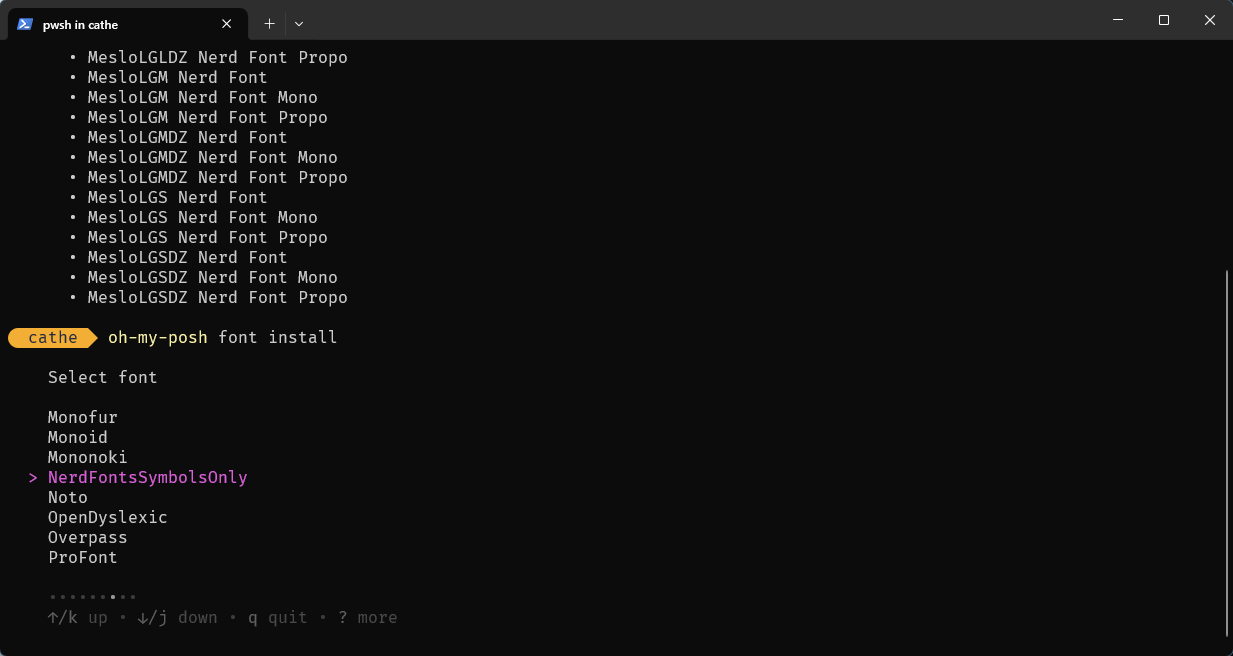 pwsh in cathe
• MesloLGLDZ Nerd Font Propo
• MesloLGM Nerd Font
• MesloLGM Nerd Font Mono
• MesloLGM Nerd Font Propo
• MesloLGMDZ Nerd Font
• MesloLGMDZ Nerd Font Mono
• MesloLGMDZ Nerd Font Propo
• MesloLGS Nerd Font
• MesloLGS Nerd Font Mono
• MesloLGS Nerd Font Propo
• MesloLGSDZ Nerd Font
• MesloLGSDZ Nerd Font Mono
• MesloLGSDZ Nerd Font Propo
cathe oh-my-posh font install
Select font
Monofur
Monoid
Mononoki
> NerdFontsSymbolsOnly
Noto
OpenDyslexic
Overpass
ProFont
•••••••••
↑/k up • ↓/j down • q quit • ? more